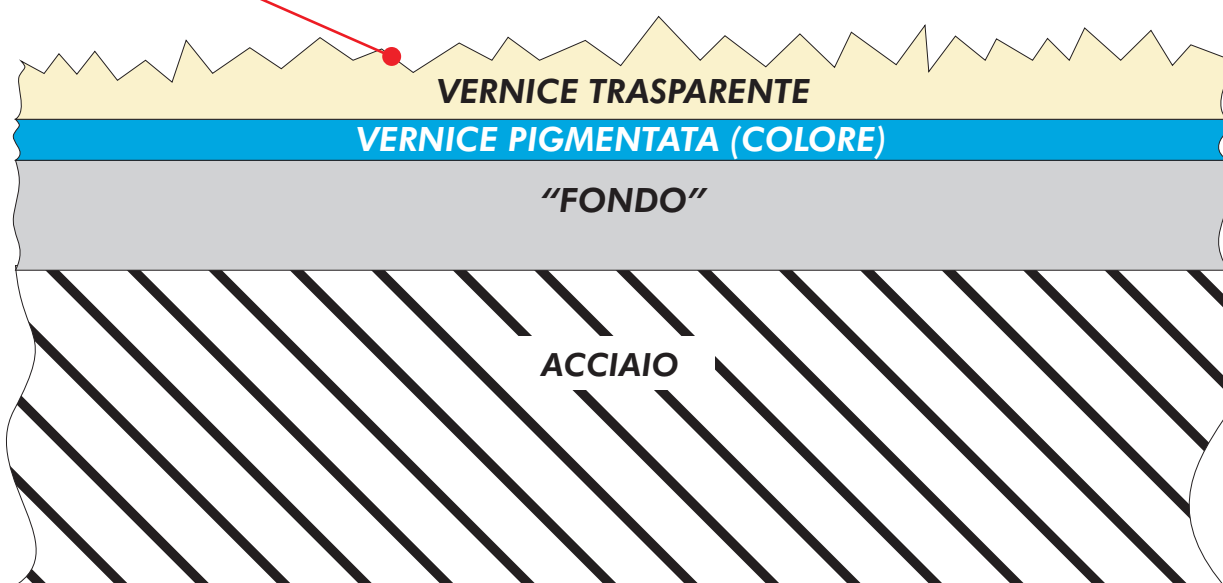 VERNICE TRASPARENTE
VERNICE PIGMENTATA (COLORE)
“FONDO”
ACCIAIO